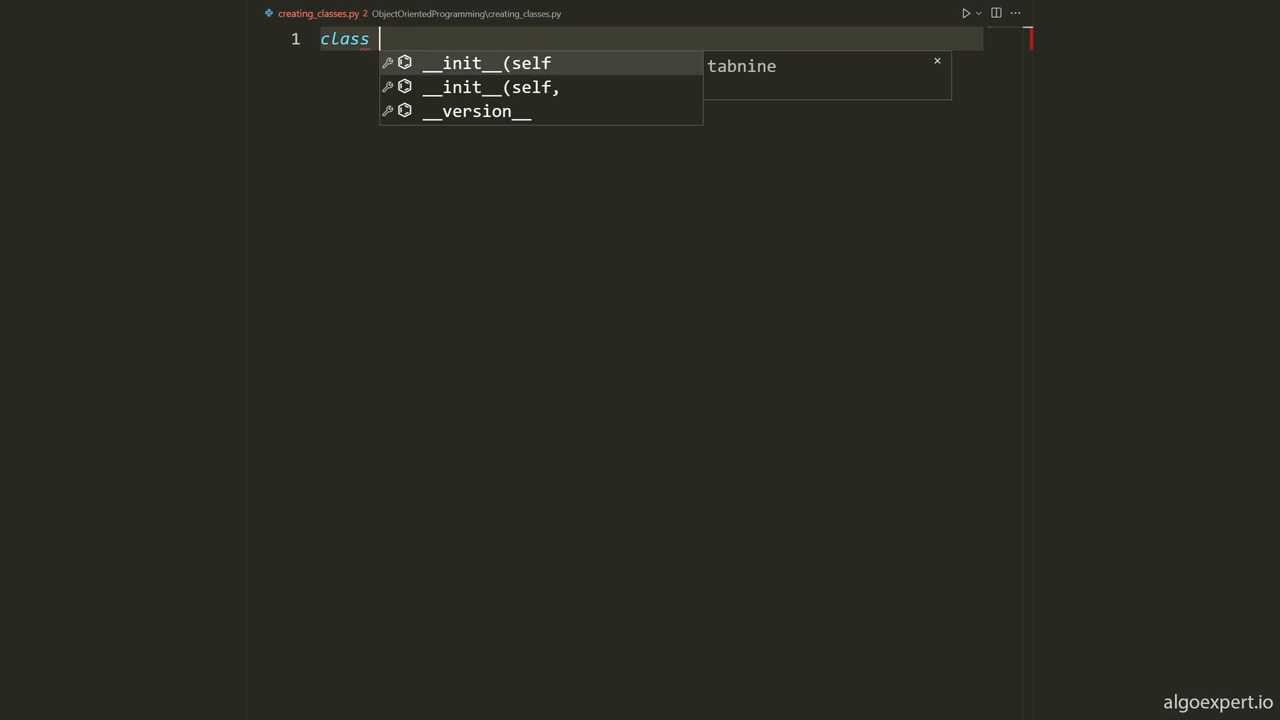 creating_classes.py 2 ObjectOrientedProgramming\creating_classes.py
1 class
__init__(self
tabnine
__init__(self,
__version__
algoexpert.io